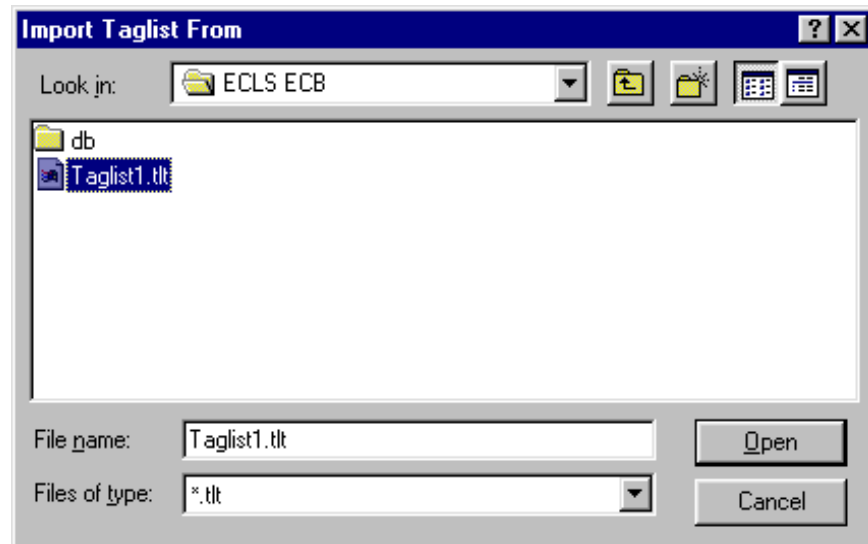 Import Taglist From
Look in: ECLS ECB
db
Taglist1.tlt
File name: Taglist1.tlt Open
Files of type: *.tlt Cancel